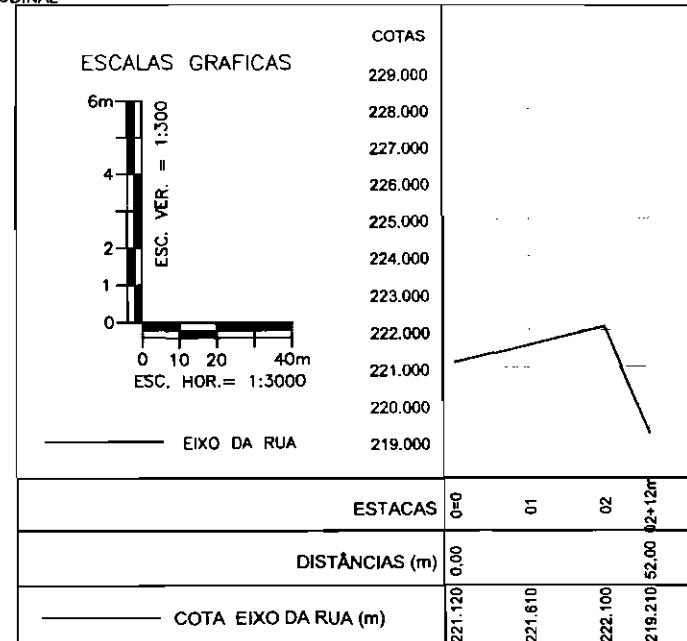 ESCALAS GRAFICAS
6m
4
2
1
0
ESC. VER. = 1:300
0 10 20 40m
ESC. HOR.= 1:3000
EIXO DA RUA
COTAS
229.000
228.000
227.000
226.000
225.000
224.000
223.000
222.000
221.000
220.000
219.000
ESTACAS 0=0 01 02 02+12m
DISTÂNCIAS (m) 0,00 52,00
COTA EIXO DA RUA (m) 221.120 221.610 222.100 219.210